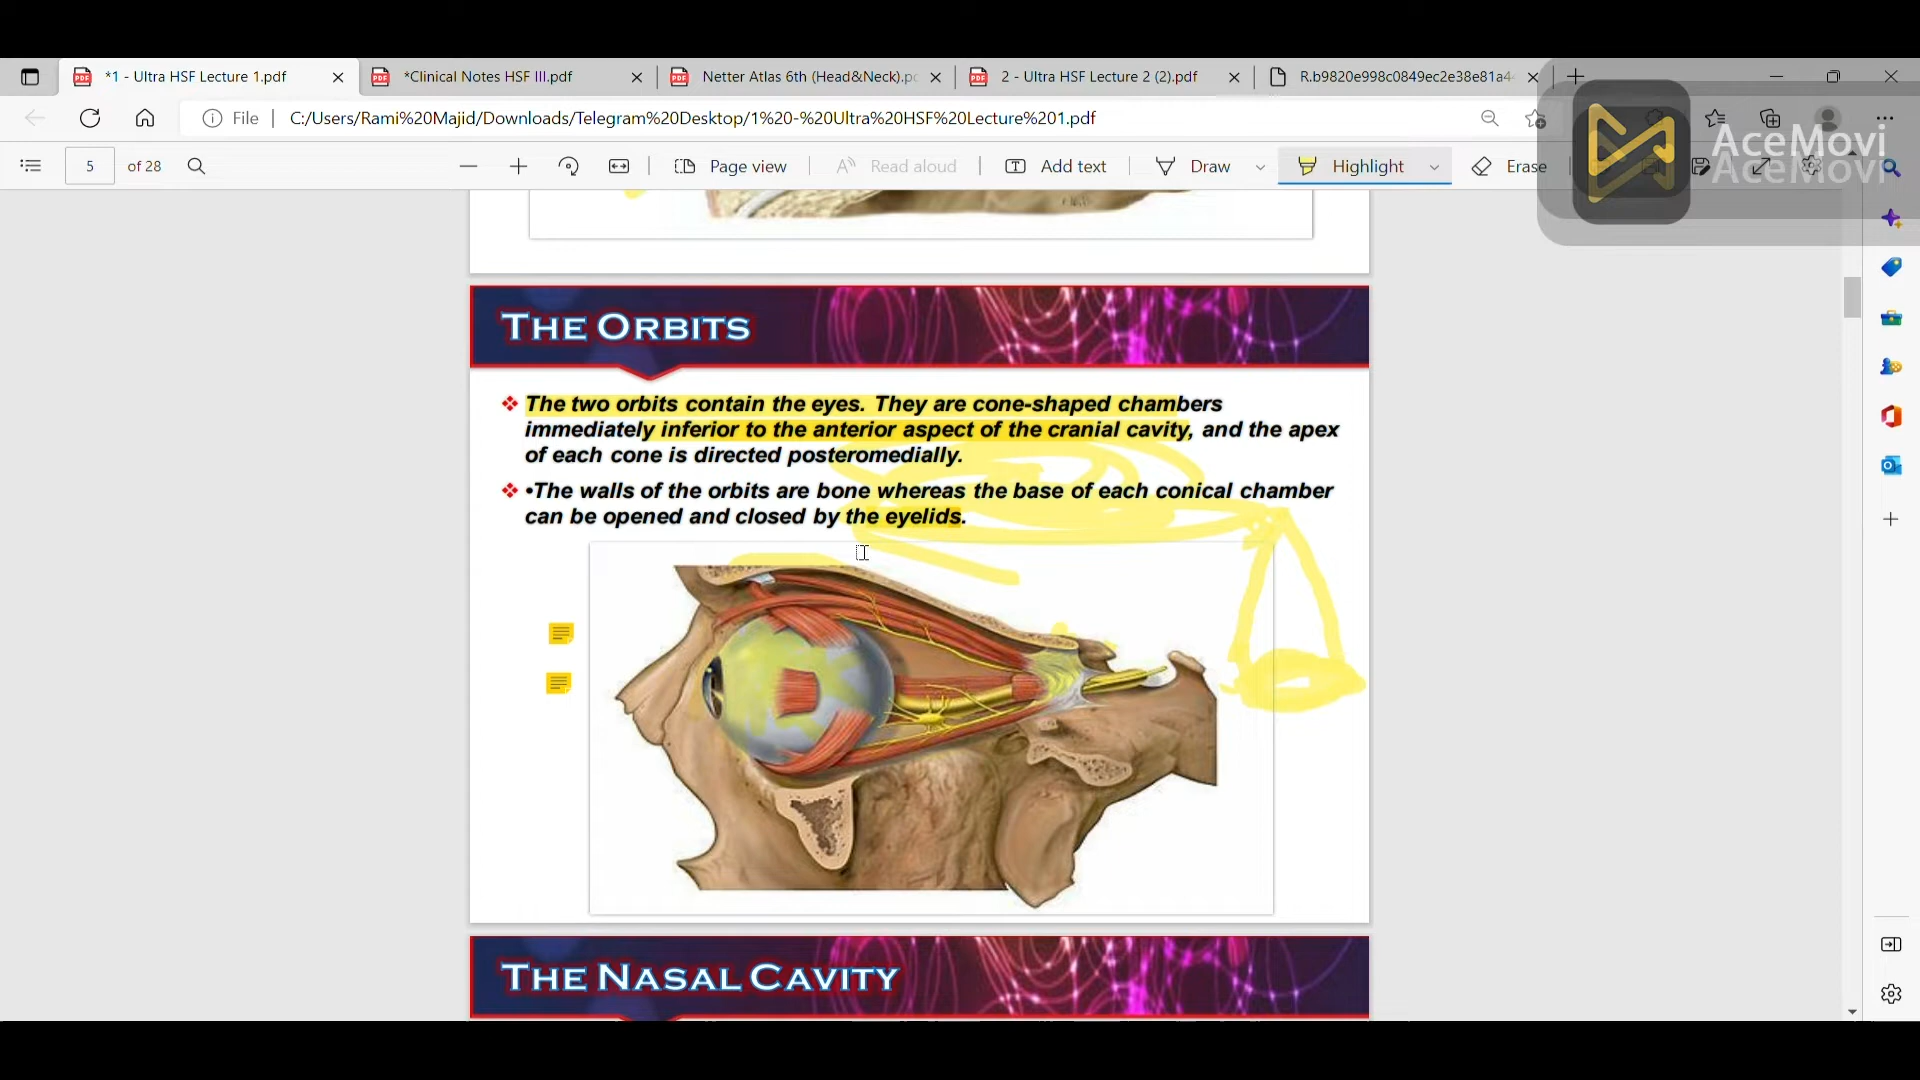 *1 - Ultra HSF Lecture 1.pdf
*Clinical Notes HSF III.pdf
Netter Atlas 6th (Head&Neck).pd
2 - Ultra HSF Lecture 2 (2).pdf
R.b9820e998c0849ec2e38e81a4
File
C:/Users/Rami%20Majid/Downloads/Telegram%20Desktop/1%20-%20Ultra%20HSF%20Lecture%201.pdf
AceMovi
AceMovi
5
of 28
Page view
Read aloud
Add text
Draw
Highlight
Erase
THE ORBITS
The two orbits contain the eyes. They are cone-shaped chambers
immediately inferior to the anterior aspect of the cranial cavity, and the apex
of each cone is directed posteromedially.
•The walls of the orbits are bone whereas the base of each conical chamber
can be opened and closed by the eyelids.
THE NASAL CAVITY